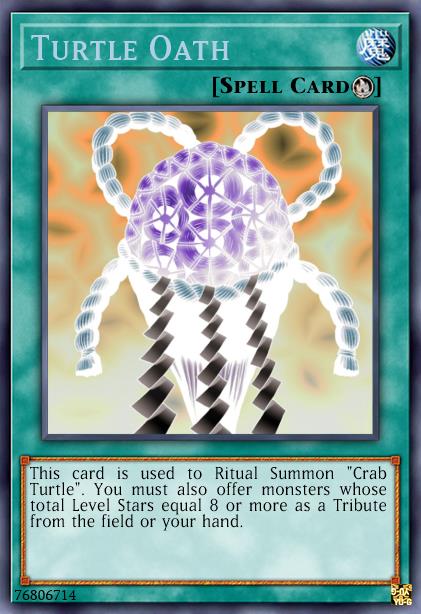 Turtle Oath
[Spell Card]
This card is used to Ritual Summon "Crab
Turtle". You must also offer monsters whose
total Level Stars equal 8 or more as a Tribute
from the field or your hand.
76806714